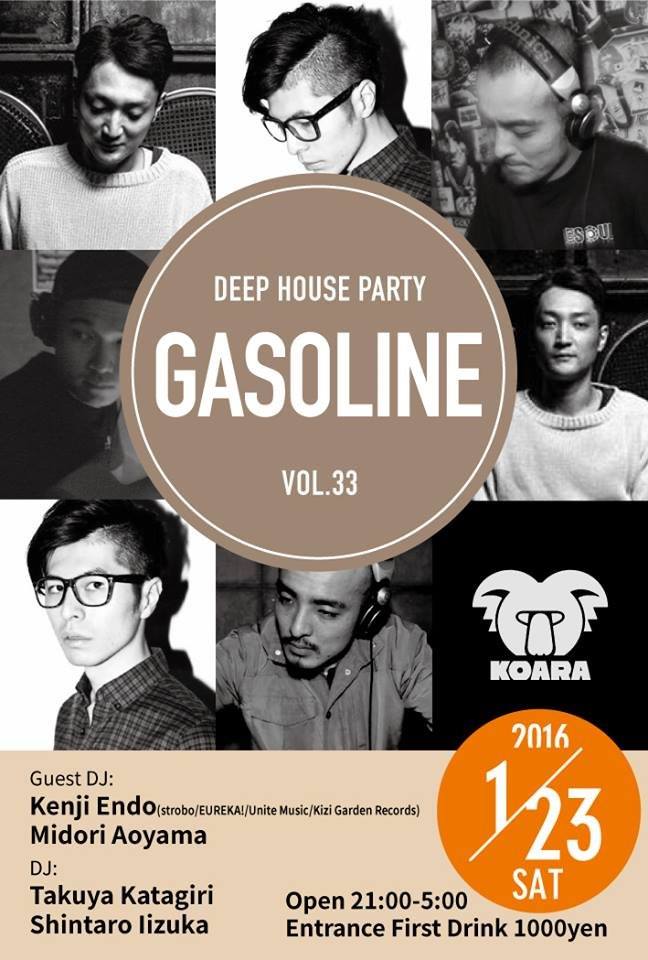 DEEP HOUSE PARTY
GASOLINE
VOL.33
KOARA
2016
1/23
SAT
Guest DJ:
Kenji Endo(strobo/EUREKA!/Unite Music/Kizi Garden Records)
Midori Aoyama
DJ:
Takuya Katagiri
Shintaro Iizuka
Open 21:00-5:00
Entrance First Drink 1000yen